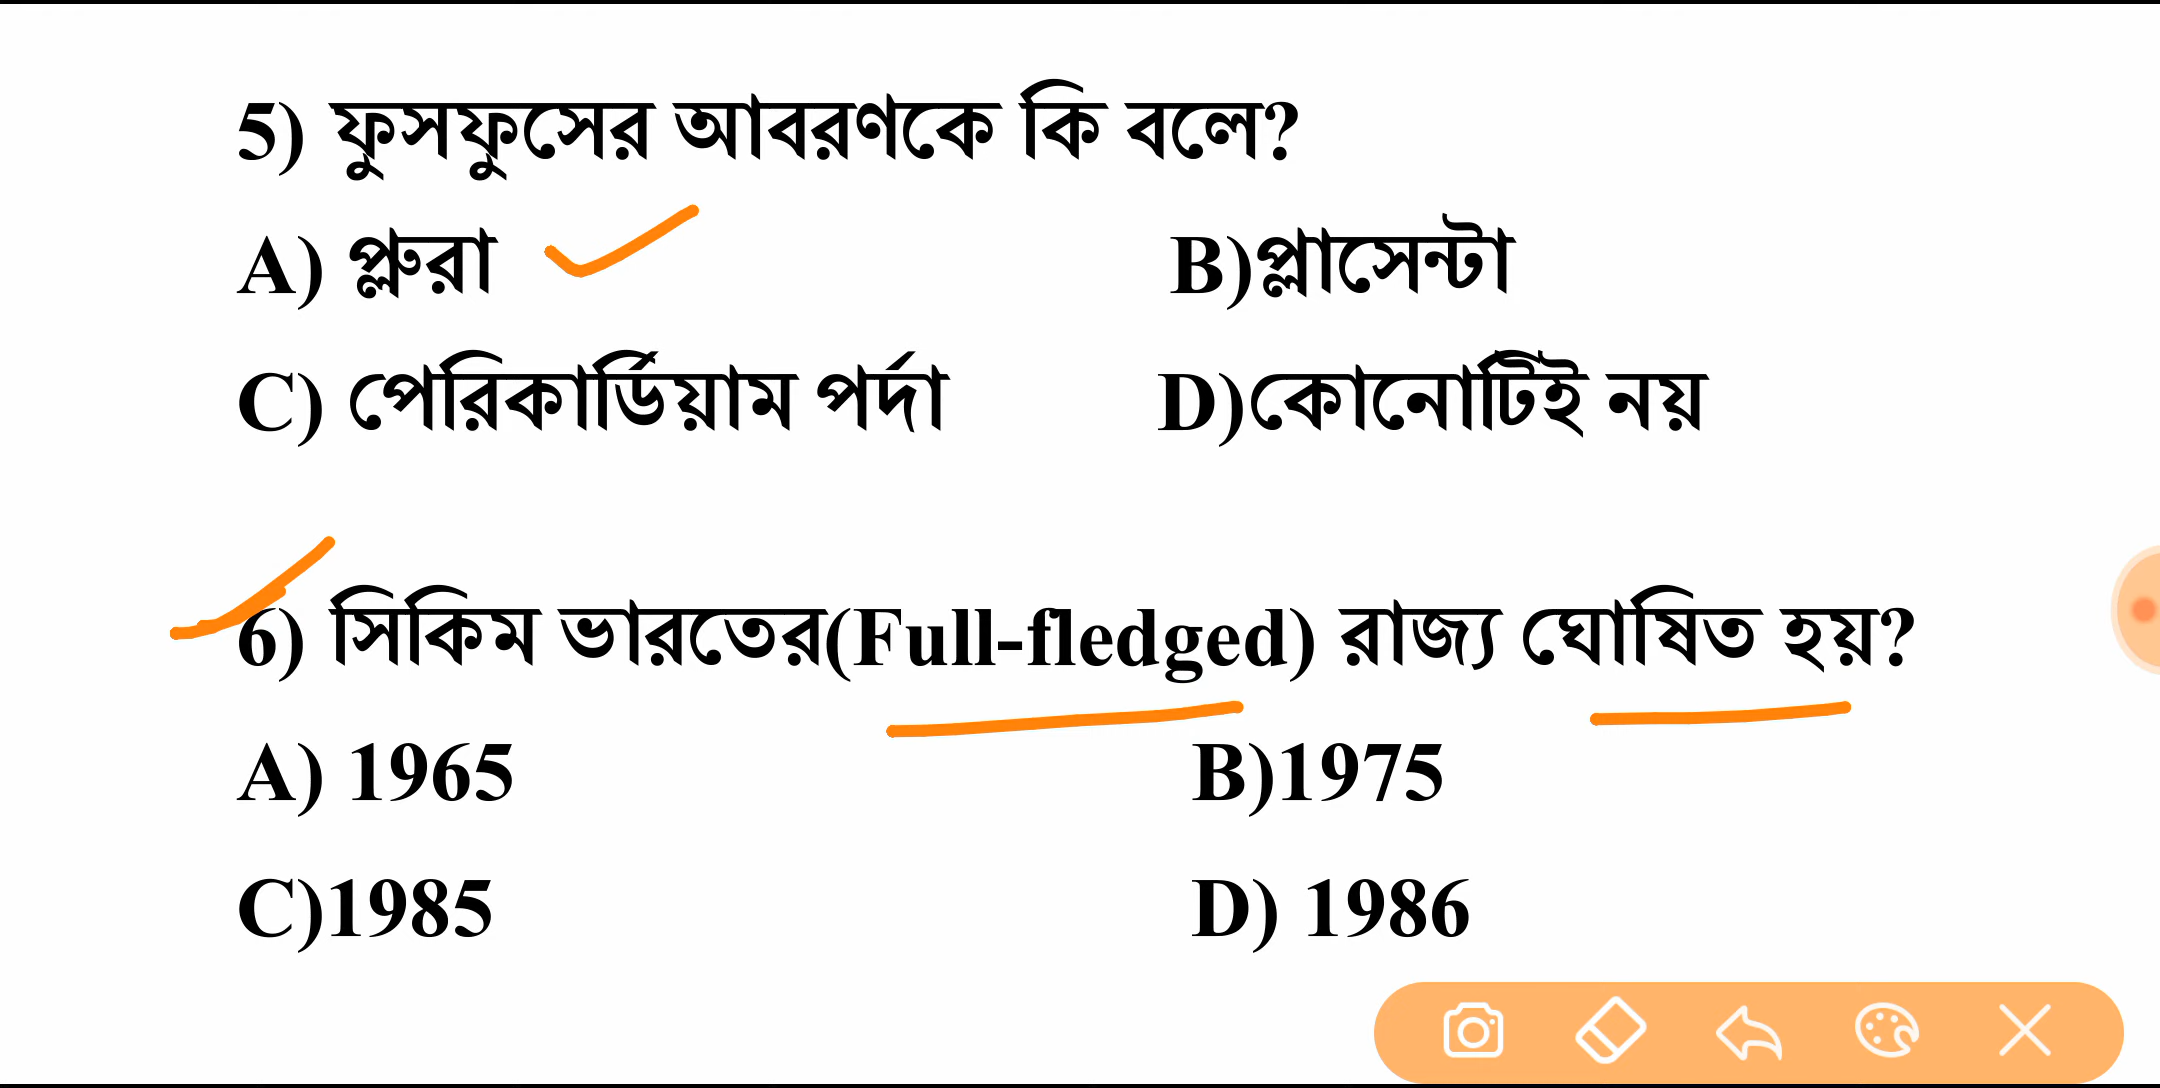 5) ফুসফুসের আবরণকে কি বলে?
A) প্লুরা B)প্লাসেন্টা
C) পেরিকার্ডিয়াম পর্দা D)কোনোটিই নয়
6) সিকিম ভারতের(Full-fledged) রাজ্য ঘোষিত হয়?
A) 1965 B)1975
C)1985 D) 1986